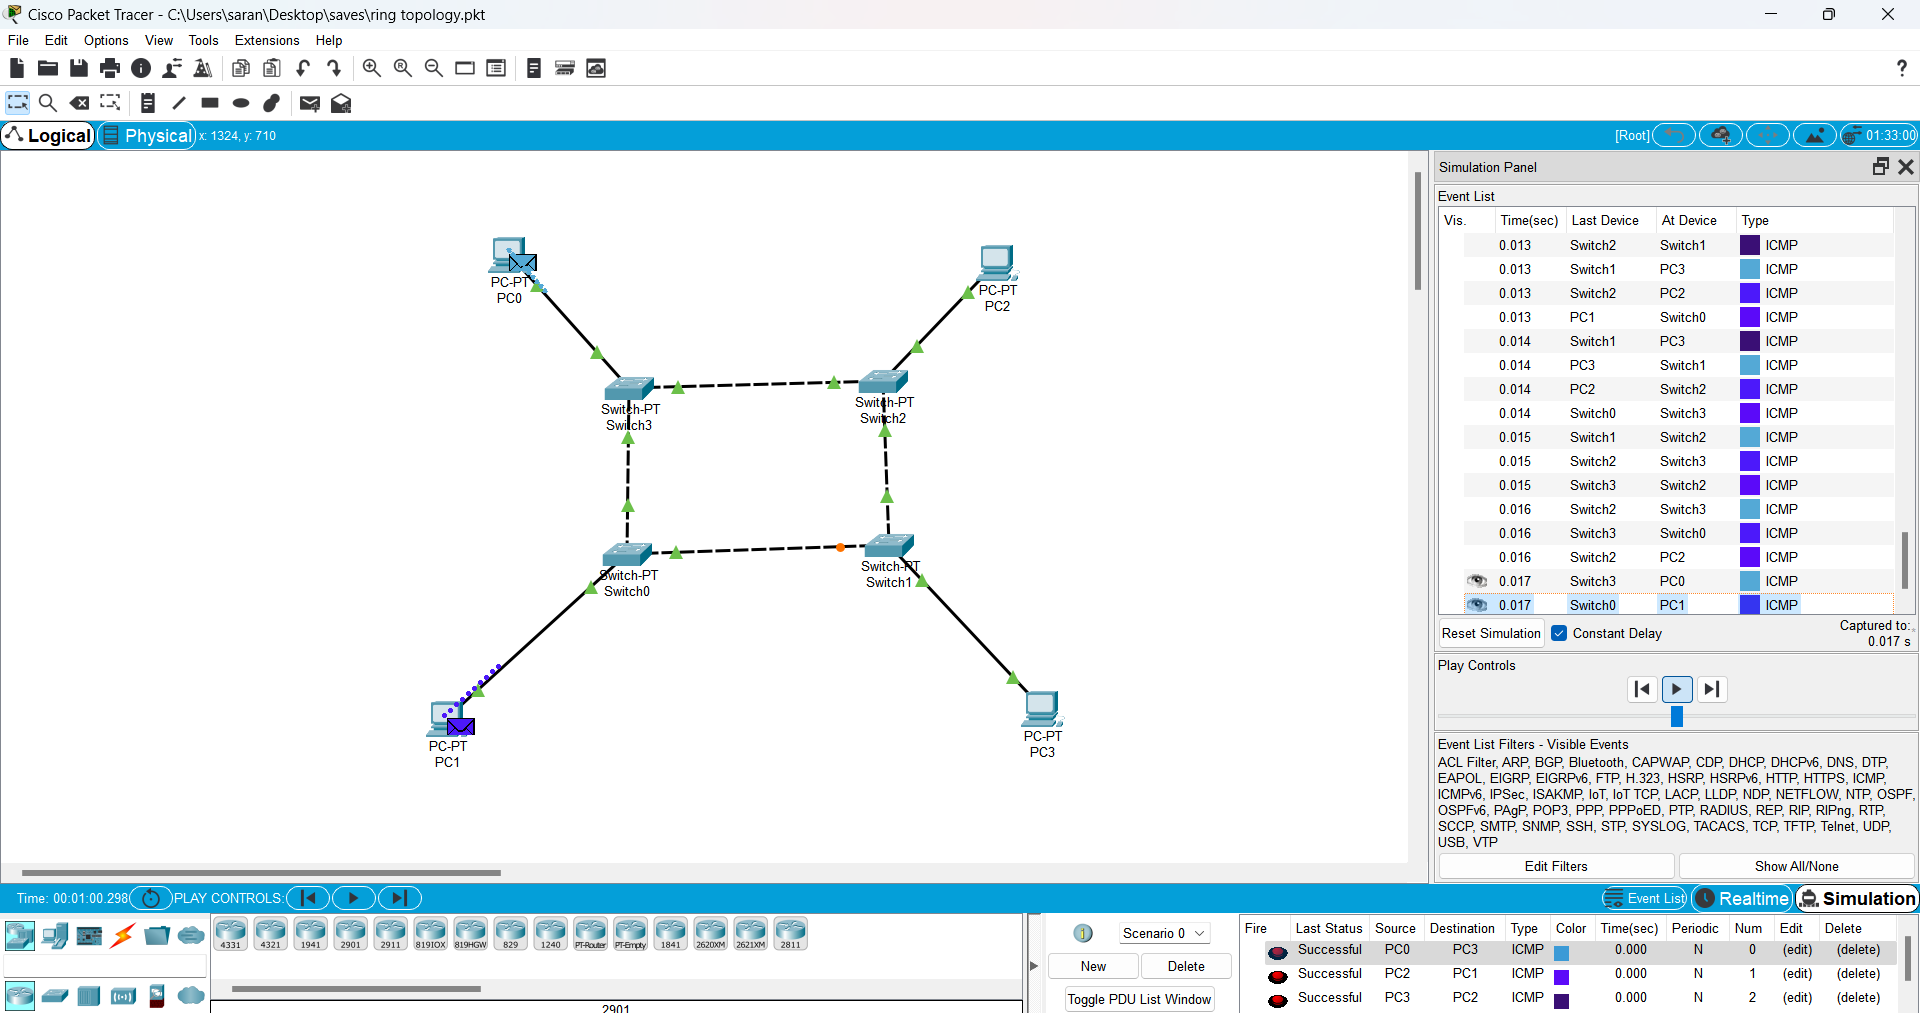 Cisco Packet Tracer - C:\Users\saran\Desktop\saves\ring topology.pkt
File Edit Options View Tools Extensions Help
Logical Physical x: 1324, y: 710 [Root] 01:33:00
Simulation Panel
Event List
Vis. Time(sec) Last Device At Device Type
0.013 Switch2 Switch1 ICMP
0.013 Switch1 PC3 ICMP
0.013 Switch2 PC2 ICMP
0.013 PC1 Switch0 ICMP
0.014 Switch1 PC3 ICMP
0.014 PC3 Switch1 ICMP
0.014 PC2 Switch2 ICMP
0.014 Switch0 Switch3 ICMP
0.015 Switch1 Switch2 ICMP
0.015 Switch2 Switch3 ICMP
0.015 Switch3 Switch2 ICMP
0.016 Switch2 Switch3 ICMP
0.016 Switch3 Switch0 ICMP
0.016 Switch2 PC2 ICMP
0.017 Switch3 PC0 ICMP
0.017 Switch0 PC1 ICMP
Reset Simulation Constant Delay Captured to:
0.017 s
Play Controls
Event List Filters - Visible Events
ACL Filter, ARP, BGP, Bluetooth, CAPWAP, CDP, DHCP, DHCPv6, DNS, DTP,
EAPOL, EIGRP, EIGRPv6, FTP, H.323, HSRP, HSRPv6, HTTP, HTTPS, ICMP,
ICMPv6, IPSec, ISAKMP, IoT, IoT TCP, LACP, LLDP, NDP, NETFLOW, NTP, OSPF,
OSPFv6, PAgP, POP3, PPP, PPPoED, PTP, RADIUS, REP, RIP, RIPng, RTP,
SCCP, SMTP, SNMP, SSH, STP, SYSLOG, TACACS, TCP, TFTP, Telnet, UDP,
USB, VTP
Edit Filters Show All/None
PC-PT
PC0
PC-PT
PC2
Switch-PT
Switch3
Switch-PT
Switch2
Switch-PT
Switch0
Switch-PT
Switch1
PC-PT
PC1
PC-PT
PC3
Time: 00:01:00.298 PLAY CONTROLS: Event List Realtime Simulation
4331 4321 1941 2901 2911 819IOX 819HGW 829 1240 PT-Router PT-Empty 1841 2620XM 2621XM 2811
2901
1 Scenario 0
New Delete
Toggle PDU List Window
Fire Last Status Source Destination Type Color Time(sec) Periodic Num Edit Delete
Successful PC0 PC3 ICMP 0.000 N 0 (edit) (delete)
Successful PC2 PC1 ICMP 0.000 N 1 (edit) (delete)
Successful PC3 PC2 ICMP 0.000 N 2 (edit) (delete)